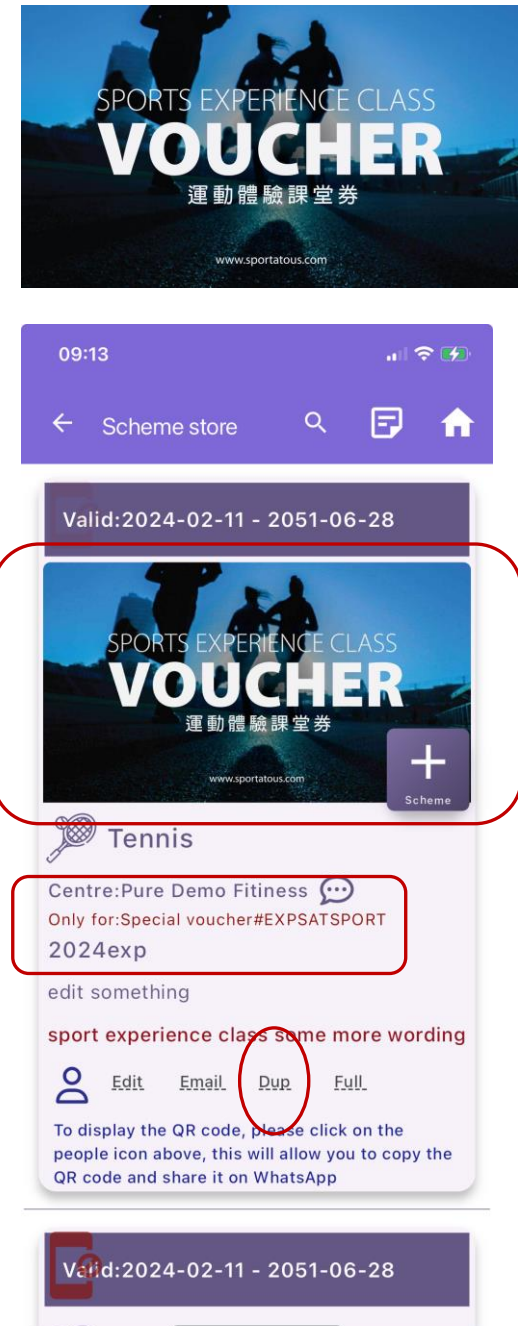 SPORTS EXPERIENCE CLASS
VOUCHER
運動體驗課堂券
www.sportatous.com
09:13
Scheme store
Valid:2024-02-11 - 2051-06-28
SPORTS EXPERIENCE CLASS
VOUCHER
運動體驗課堂券
www.sportatous.com
Scheme
Tennis
Centre:Pure Demo Fitiness
Only for:Special voucher#EXPSATSPORT
2024exp
edit something
sport experience class some more wording
Edit Email Dup Full
To display the QR code, please click on the
people icon above, this will allow you to copy the
QR code and share it on WhatsApp
Valid:2024-02-11 - 2051-06-28